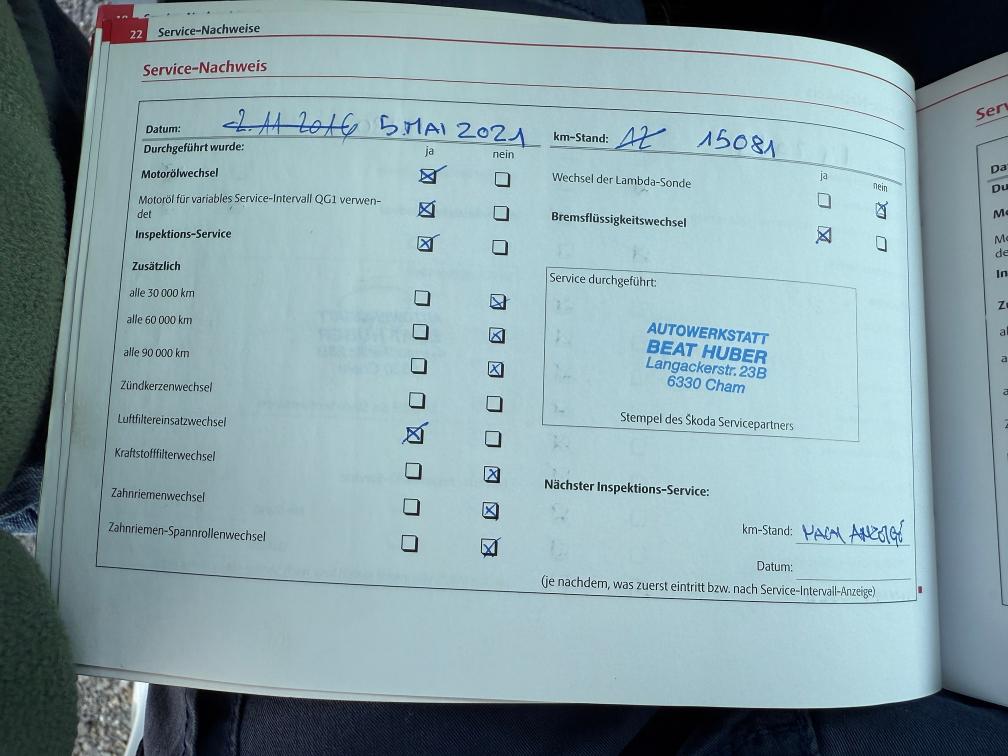 22 Service-Nachweise
Service-Nachweis
Datum: 2.11 2016 5.MAI 2021
Durchgeführt wurde:
ja nein
Motorölwechsel
Motoröl für variables Service-Intervall QG1 verwen-
det
Inspektions-Service
Zusätzlich
alle 30 000 km
alle 60 000 km
alle 90 000 km
Zündkerzenwechsel
Luftfiltereinsatzwechsel
Kraftstofffilterwechsel
Zahnriemenwechsel
Zahnriemen-Spannrollenwechsel
km-Stand: 15081
ja nein
Wechsel der Lambda-Sonde
Bremsflüssigkeitswechsel
Service durchgeführt:
AUTOWERKSTATT
BEAT HUBER
Langackerstr. 23B
6330 Cham
Stempel des Škoda Servicepartners
Nächster Inspektions-Service:
km-Stand: NACH ANZEIGE
Datum:
(je nachdem, was zuerst eintritt bzw. nach Service-Intervall-Anzeige)